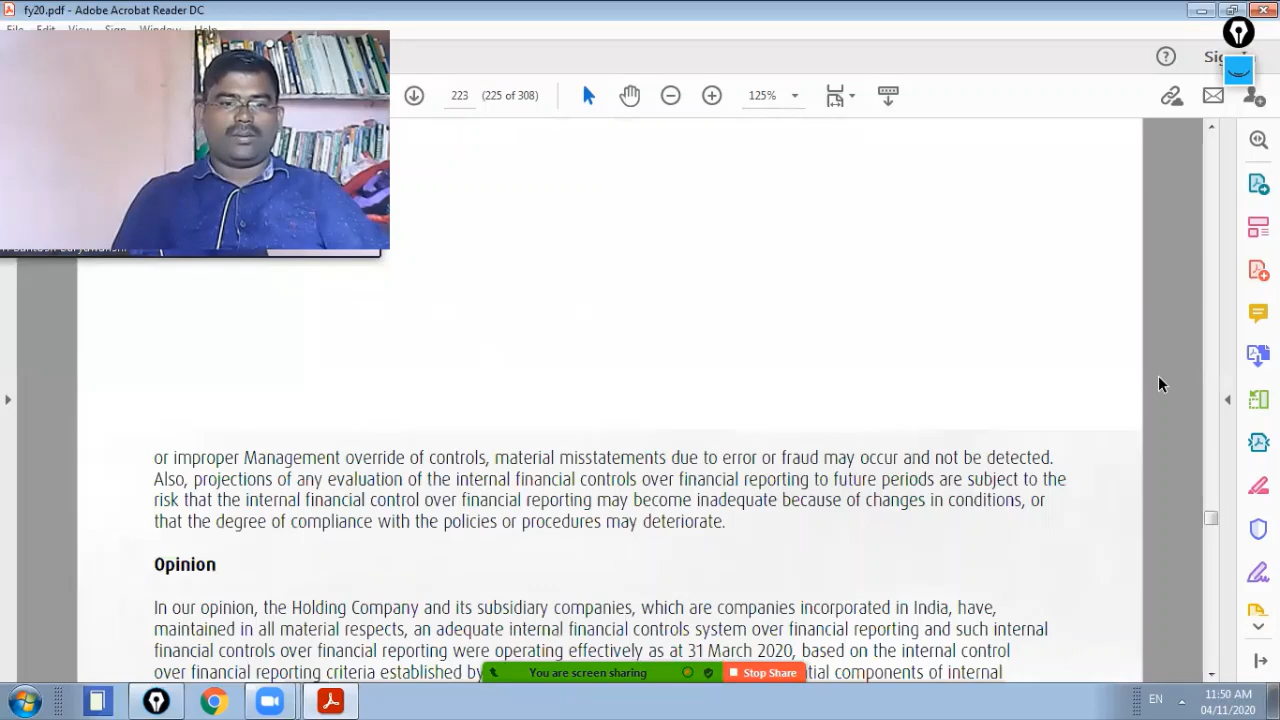 fy20.pdf - Adobe Acrobat Reader DC
File Edit View Sign Window Help
223 (225 of 308) 125%
or improper Management override of controls, material misstatements due to error or fraud may occur and not be detected.
Also, projections of any evaluation of the internal financial controls over financial reporting to future periods are subject to the
risk that the internal financial control over financial reporting may become inadequate because of changes in conditions, or
that the degree of compliance with the policies or procedures may deteriorate.
Opinion
In our opinion, the Holding Company and its subsidiary companies, which are companies incorporated in India, have,
maintained in all material respects, an adequate internal financial controls system over financial reporting and such internal
financial controls over financial reporting were operating effectively as at 31 March 2020, based on the internal control
over financial reporting criteria established by
components of internal
You are screen sharing Stop Share
EN 11:50 AM
04/11/2020